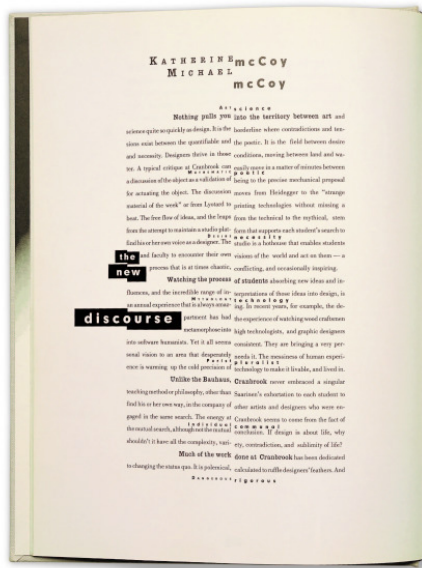 KATHERINE mcCoy
MICHAEL mcCoy
Art science
Nothing pulls you into the territory between art and
science quite so quickly as design. It is the borderline where contradictions and ten-
sions exist between the quantifiable and the poetic. It is the field between desire
and necessity. Designers thrive in those conditions, moving between land and wa-
ter. A typical critique at Cranbrook can easily move in a matter of minutes between
poetic
a discussion of the object as a validation of being to the precise mechanical proposal
for actuating the object. The discussion moves from Heidegger to the "strange
material of the week" or from Lyotard to printing technologies without missing a
beat. The free flow of ideas, and the leaps from the technical to the mythical, stem
from the attempt to maintain a studio plat- form that supports each student's search to
Desire necessity
find his or her own voice as a designer. The studio is a hothouse that enables students
the and faculty to encounter their own visions of the world and act on them — a
new process that is at times chaotic, conflicting, and occasionally inspiring.
Watching the process of students absorbing new ideas and in-
fluences, and the incredible range of in- terpretations of those ideas into design, is
technology
an annual experience that is always amaz- ing. In recent years, for example, the de-
discourse partment has had the experience of watching wood craftsmen
metamorphose into high technologists, and graphic designers
into software humanists. Yet it all seems consistent. They are bringing a very per-
sonal vision to an area that desperately needs it. The messiness of human experi-
Purist pluralist
ence is warming up the cold precision of technology to make it livable, and lived in.
Unlike the Bauhaus, Cranbrook never embraced a singular
teaching method or philosophy, other than Saarinen's exhortation to each student to
find his or her own way, in the company of other artists and designers who were en-
gaged in the same search. The energy at Cranbrook seems to come from the fact of
Individual communal
the mutual search, although not the mutual conclusion. If design is about life, why
shouldn't it have all the complexity, vari- ety, contradiction, and sublimity of life?
Much of the work done at Cranbrook has been dedicated
to changing the status quo. It is polemical, calculated to ruffle designers' feathers. And
Dangerous rigorous